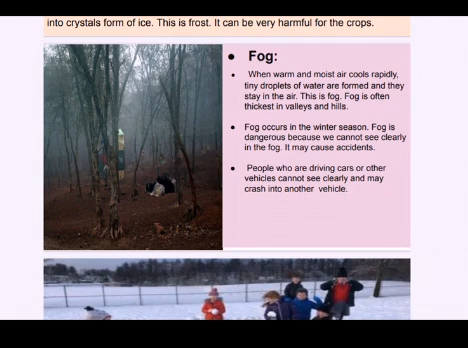 into crystals form of ice. This is frost. It can be very harmful for the crops.
● Fog:
● When warm and moist air cools rapidly,
tiny droplets of water are formed and they
stay in the air. This is fog. Fog is often
thickest in valleys and hills.
● Fog occurs in the winter season. Fog is
dangerous because we cannot see clearly
in the fog. It may cause accidents.
● People who are driving cars or other
vehicles cannot see clearly and may
crash into another vehicle.